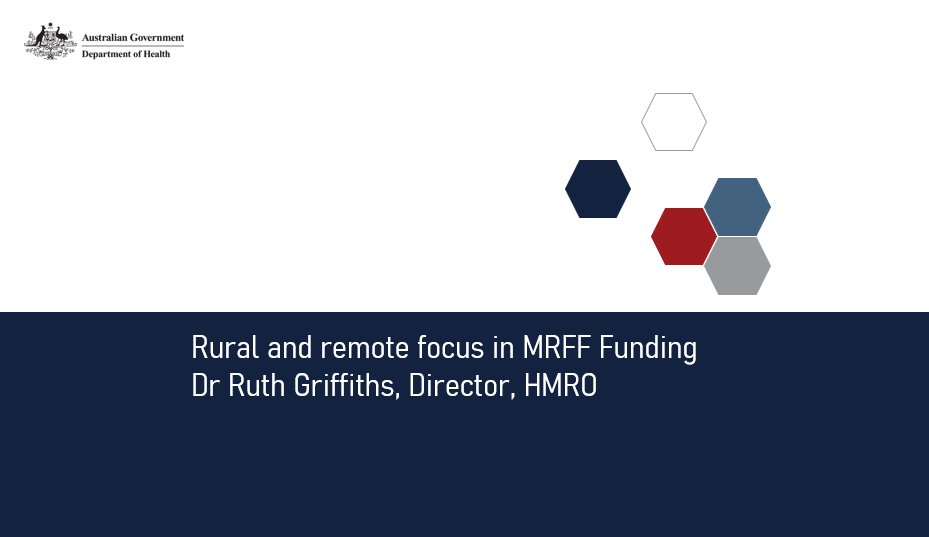 Australian Government
Department of Health
Rural and remote focus in MRFF Funding
Dr Ruth Griffiths, Director, HMRO